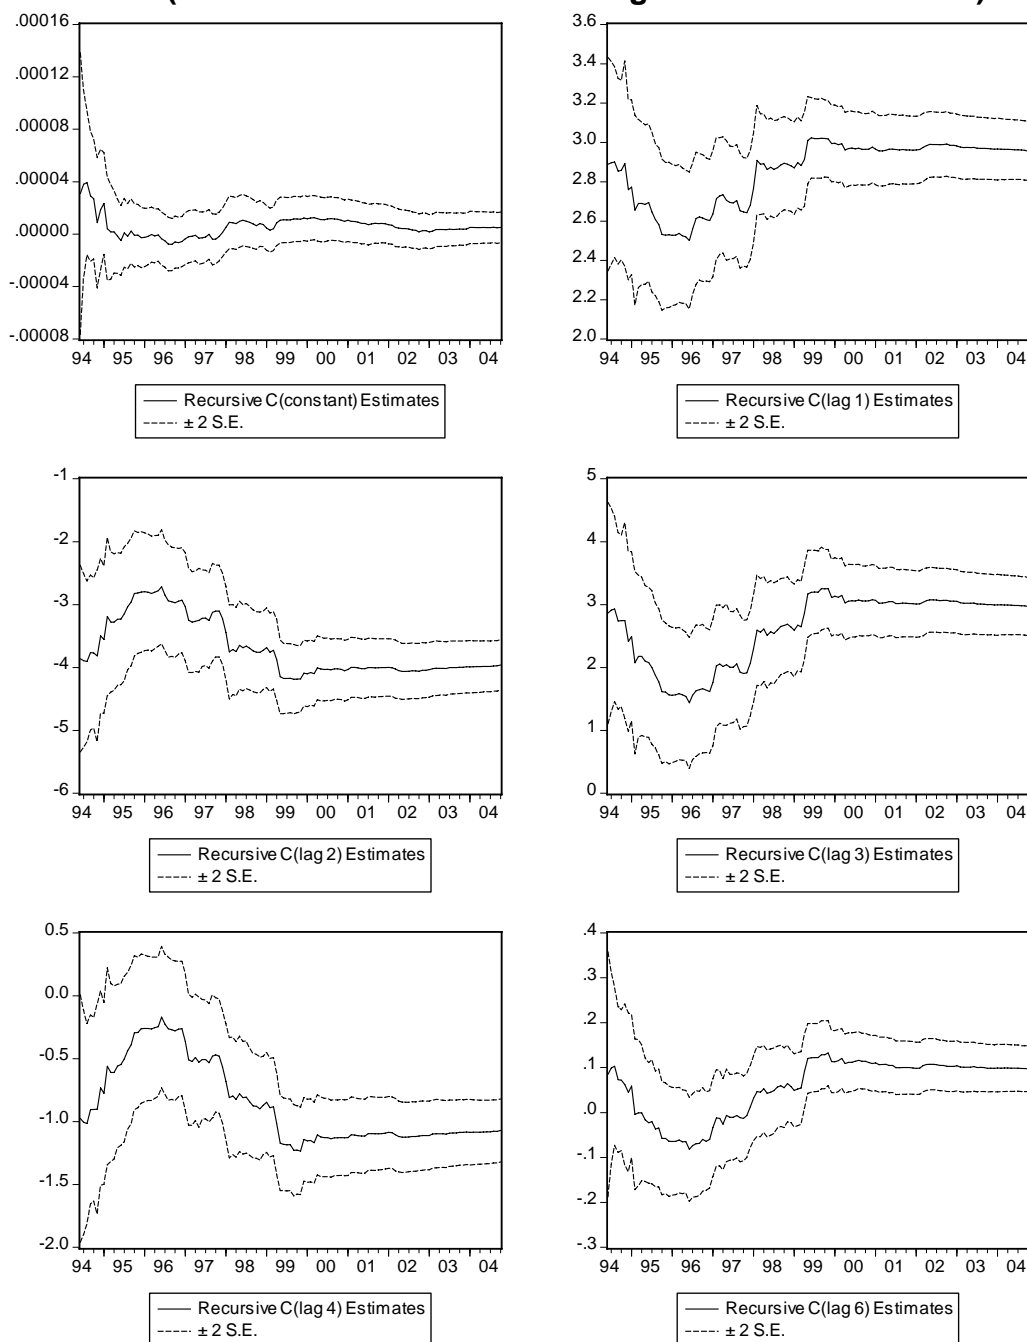 .00016
.00012
.00008
.00004
.00000
-.00004
-.00008
94 95 96 97 98 99 00 01 02 03 04
Recursive C(constant) Estimates
± 2 S.E.
3.6
3.4
3.2
3.0
2.8
2.6
2.4
2.2
2.0
94 95 96 97 98 99 00 01 02 03 04
Recursive C(lag 1) Estimates
± 2 S.E.
-1
-2
-3
-4
-5
-6
94 95 96 97 98 99 00 01 02 03 04
Recursive C(lag 2) Estimates
± 2 S.E.
5
4
3
2
1
0
94 95 96 97 98 99 00 01 02 03 04
Recursive C(lag 3) Estimates
± 2 S.E.
0.5
0.0
-0.5
-1.0
-1.5
-2.0
94 95 96 97 98 99 00 01 02 03 04
Recursive C(lag 4) Estimates
± 2 S.E.
.4
.3
.2
.1
.0
-.1
-.2
-.3
94 95 96 97 98 99 00 01 02 03 04
Recursive C(lag 6) Estimates
± 2 S.E.